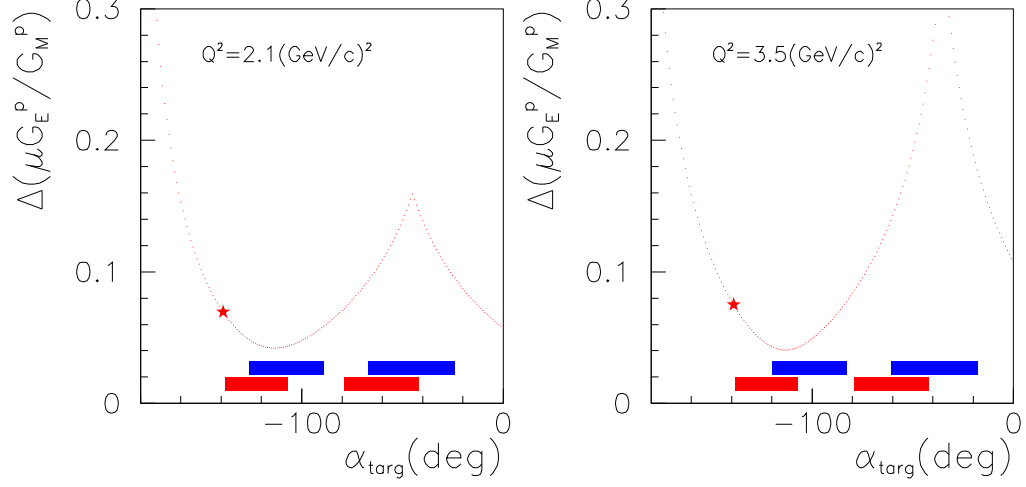 Δ(μG_E^p/G_M^p)
Q²=2.1(GeV/c)²
0.3
0.2
0.1
0
−100
0
α_targ(deg)
Δ(μG_E^p/G_M^p)
Q²=3.5(GeV/c)²
0.3
0.2
0.1
0
−100
0
α_targ(deg)